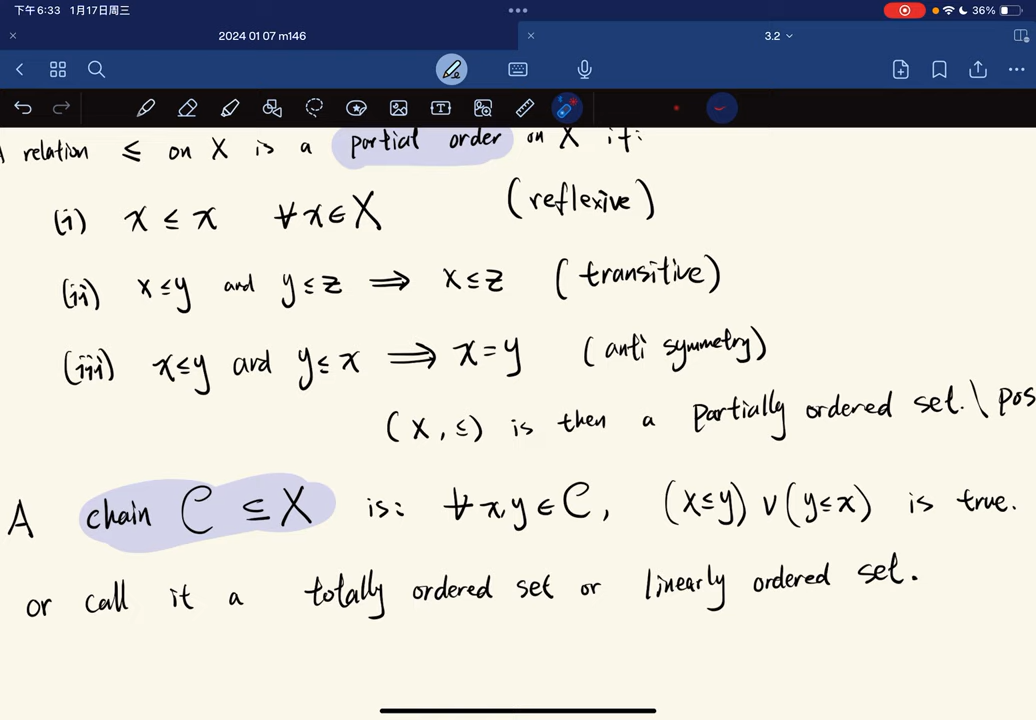 下午6:33 1月17日周三
36%
2024 01 07 m146
3.2
A relation ≤ on X is a partial order on X if:
(i) x ≤ x ∀x∈X (reflexive)
(ii) x≤y and y≤z ⟹ x≤z (transitive)
(iii) x≤y and y≤x ⟹ x=y (anti symmetry)
(X,≤) is then a partially ordered set.\pos
A chain C ⊆ X is: ∀x,y∈C, (x≤y) ∨ (y≤x) is true.
or call it a totally ordered set or linearly ordered set.